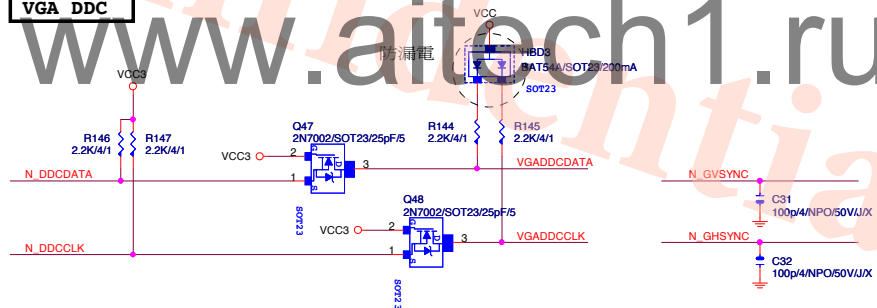 VGA DDC
www.aitech1.ru
Confidential
VCC
防漏電
HBD3
BAT54A/SOT23/200mA
SOT23
VCC3
R146
2.2K/4/1
R147
2.2K/4/1
Q47
2N7002/SOT23/25pF/5
R144
2.2K/4/1
R145
2.2K/4/1
VCC3
2
G
D
S
3
1
VGADDCDATA
N_DDCDATA
SOT23
Q48
2N7002/SOT23/25pF/5
VCC3
2
G
D
S
3
1
VGADDCCLK
N_DDCCLK
SOT23
N_GVSYNC
C31
100p/4/NPO/50V/J/X
N_GHSYNC
C32
100p/4/NPO/50V/J/X